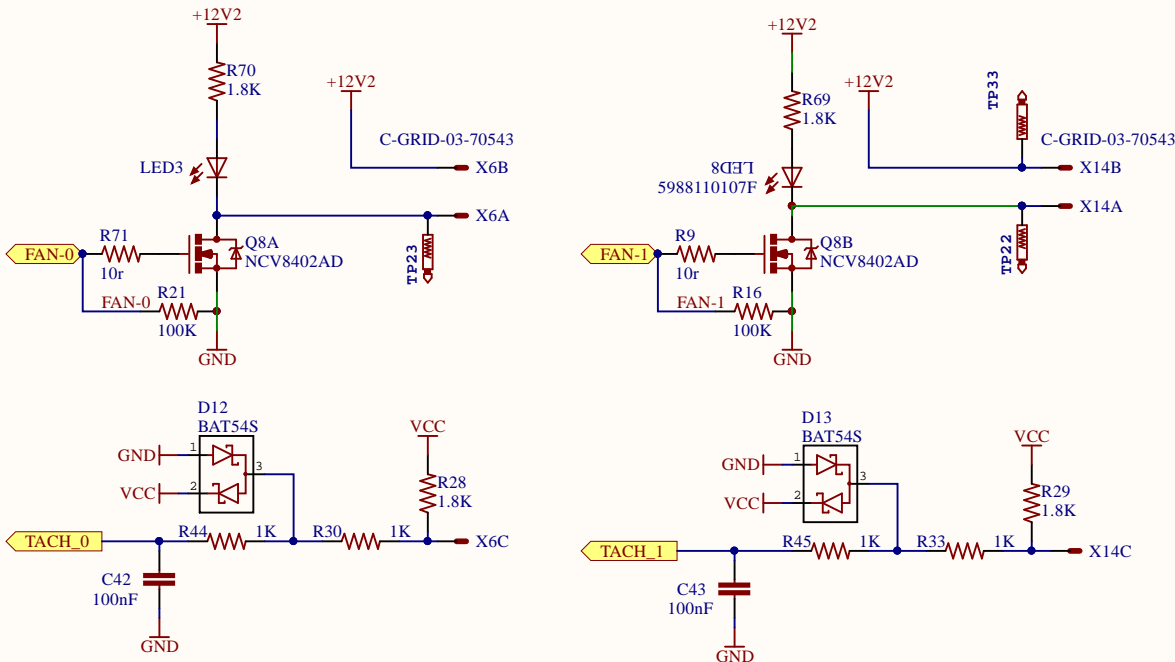 +12V2
R70
1.8K
+12V2
C-GRID-03-70543
LED3
X6B
X6A
R71
10r
Q8A
NCV8402AD
TP23
FAN-0
FAN-0
R21
100K
GND
+12V2
R69
1.8K
+12V2
TP33
C-GRID-03-70543
LED8
5988110107F
X14B
X14A
R9
10r
Q8B
NCV8402AD
TP22
FAN-1
FAN-1
R16
100K
GND
D12
BAT54S
GND
1
VCC
2
3
VCC
R28
1.8K
TACH_0
R44
1K
R30
1K
X6C
C42
100nF
GND
D13
BAT54S
GND
1
VCC
2
3
VCC
R29
1.8K
TACH_1
R45
1K
R33
1K
X14C
C43
100nF
GND